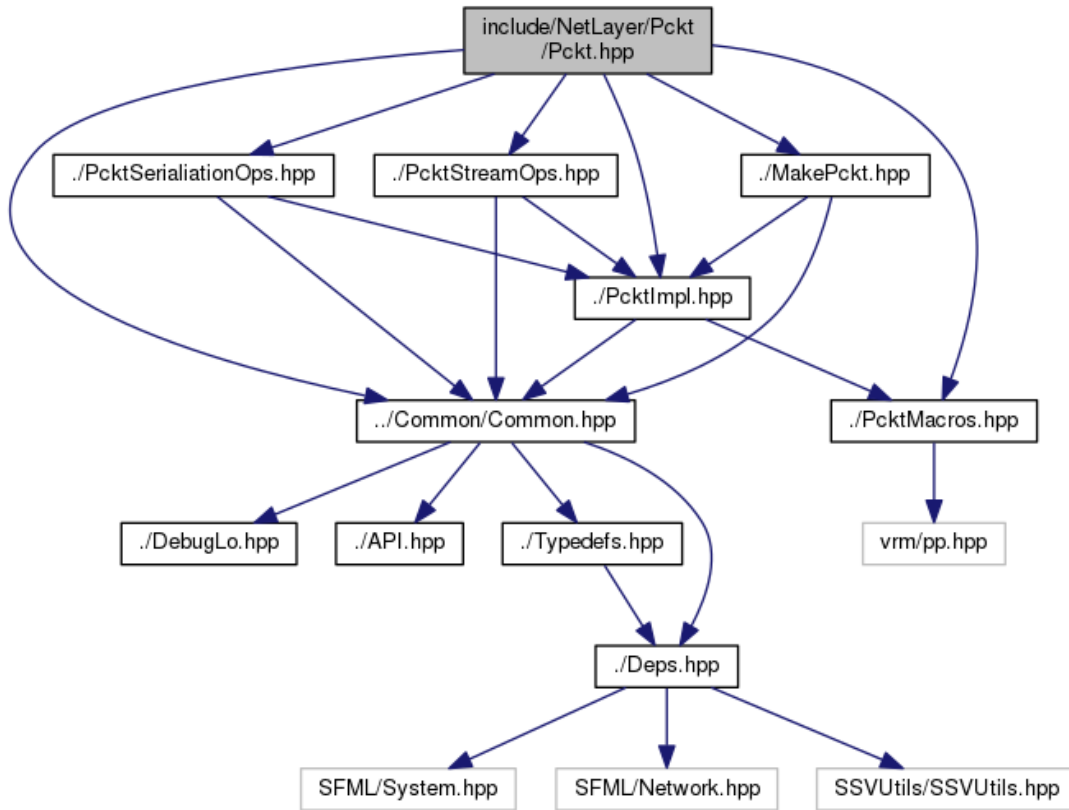 include/NetLayer/Pckt
/Pckt.hpp
./PcktSerialiationOps.hpp
./PcktStreamOps.hpp
./MakePckt.hpp
./PcktImpl.hpp
../Common/Common.hpp
./PcktMacros.hpp
./DebugLo.hpp
./API.hpp
./Typedefs.hpp
vrm/pp.hpp
./Deps.hpp
SFML/System.hpp
SFML/Network.hpp
SSVUtils/SSVUtils.hpp